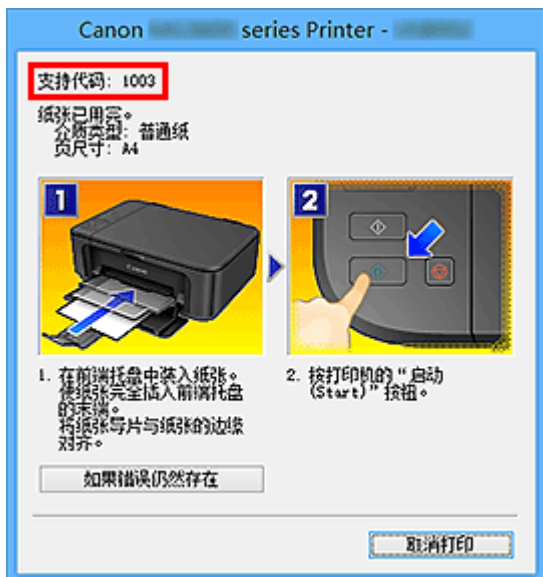 Canon series Printer -
支持代码: 1003
纸张已用完。
介质类型: 普通纸
页尺寸: A4
1
2
Canon
1. 在前端托盘中装入纸张。
使纸张完全插入前端托盘
的末端。
将纸张导片与纸张的边缘
对齐。
2. 按打印机的“启动
(Start)”按钮。
如果错误仍然存在
取消打印